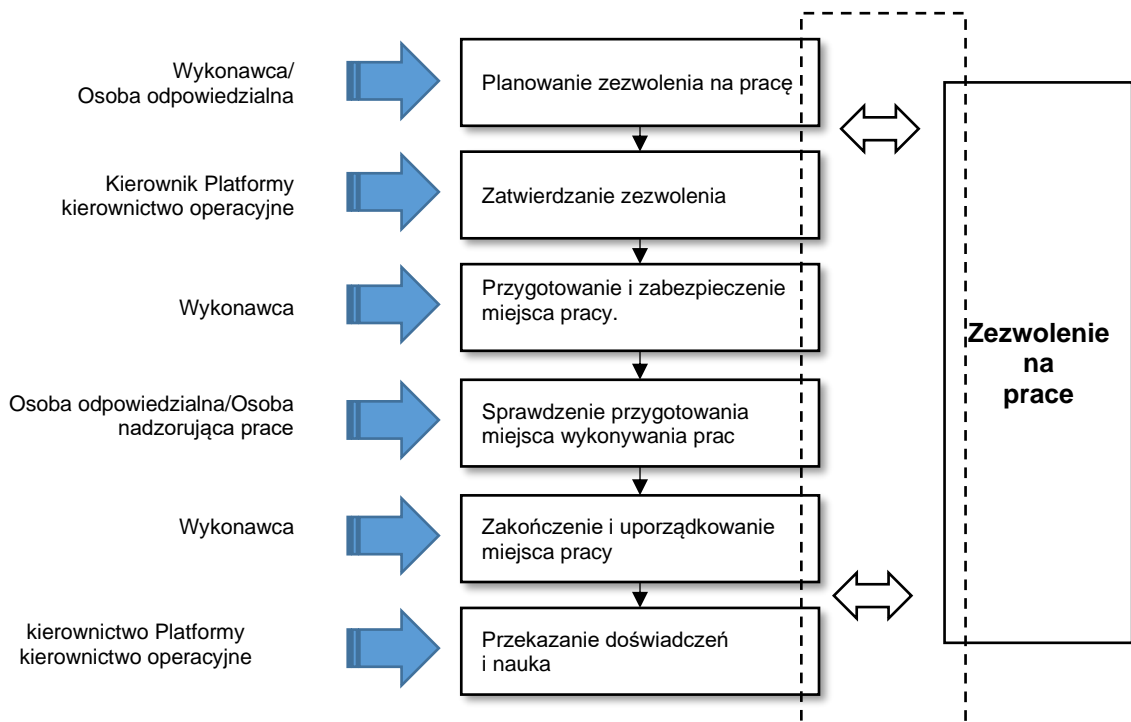 Wykonawca/
Osoba odpowiedzialna
Planowanie zezwolenia na pracę
Kierownik Platformy
kierownictwo operacyjne
Zatwierdzanie zezwolenia
Wykonawca
Przygotowanie i zabezpieczenie
miejsca pracy.
Osoba odpowiedzialna/Osoba
nadzorująca prace
Sprawdzenie przygotowania
miejsca wykonywania prac
Wykonawca
Zakończenie i uporządkowanie
miejsca pracy
kierownictwo Platformy
kierownictwo operacyjne
Przekazanie doświadczeń
i nauka
Zezwolenie
na
prace